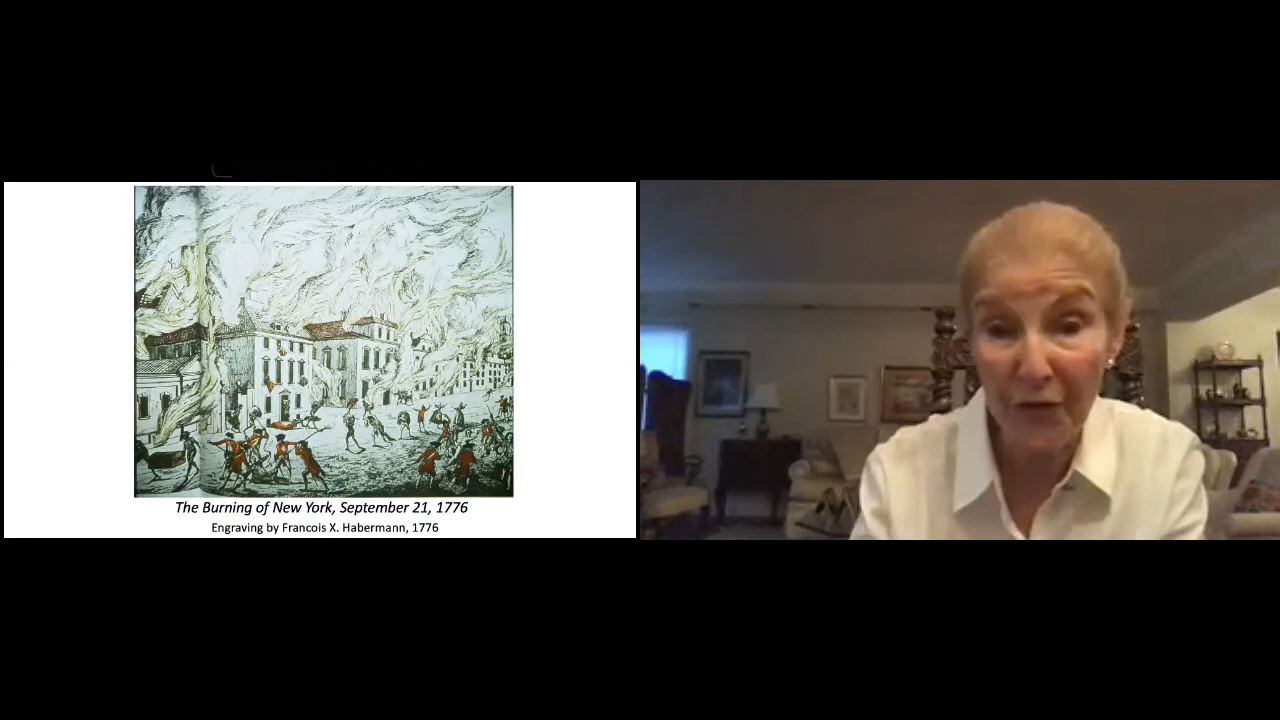 The Burning of New York, September 21, 1776
Engraving by Francois X. Habermann, 1776